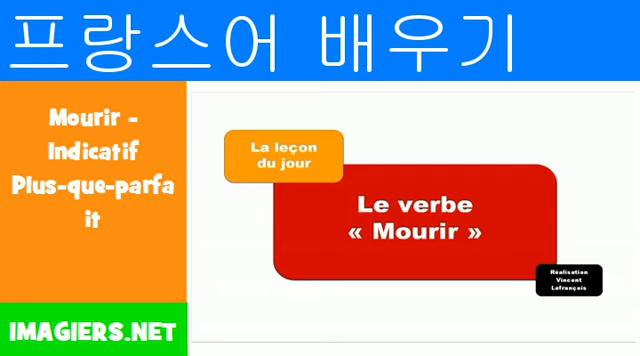 프랑스어 배우기
Mourir -
Indicatif
Plus-que-parfa
it
IMAGIERS.NET
La leçon
du jour
Le verbe
« Mourir »
Réalisation
Vincent
Lefrançois